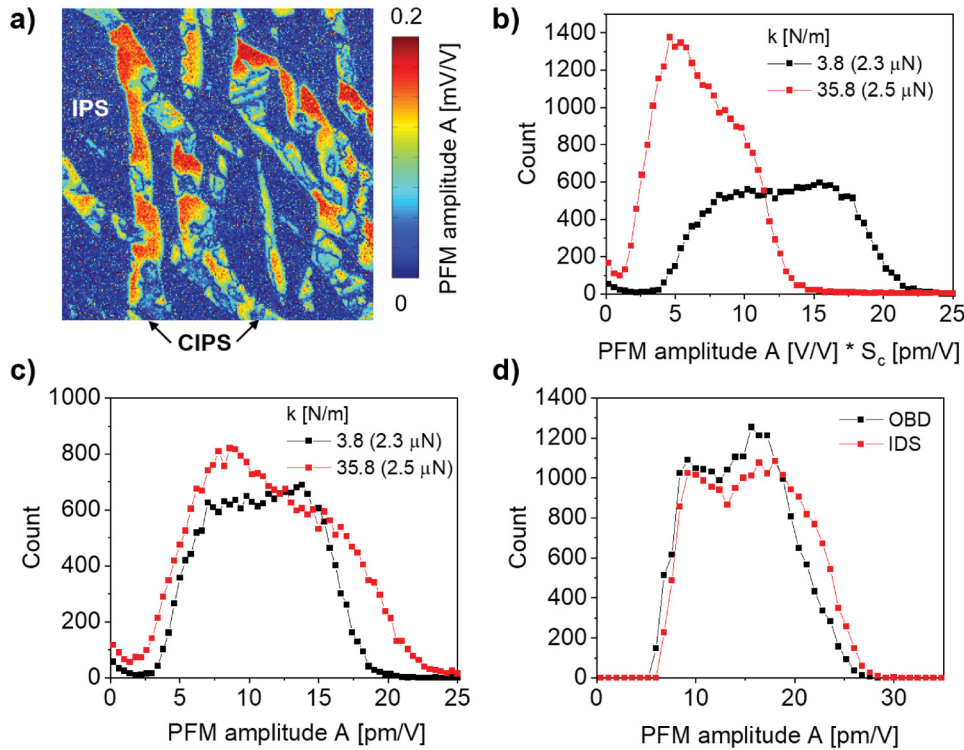 a)
IPS
CIPS
0.2
0
PFM amplitude A [mV/V]
b)
k [N/m]
3.8 (2.3 μN)
35.8 (2.5 μN)
Count
1400
1200
1000
800
600
400
200
0
0 5 10 15 20 25
PFM amplitude A [V/V] * Sc [pm/V]
c)
k [N/m]
3.8 (2.3 μN)
35.8 (2.5 μN)
Count
1000
800
600
400
200
0
0 5 10 15 20 25
PFM amplitude A [pm/V]
d)
OBD
IDS
Count
1400
1200
1000
800
600
400
200
0
0 10 20 30
PFM amplitude A [pm/V]